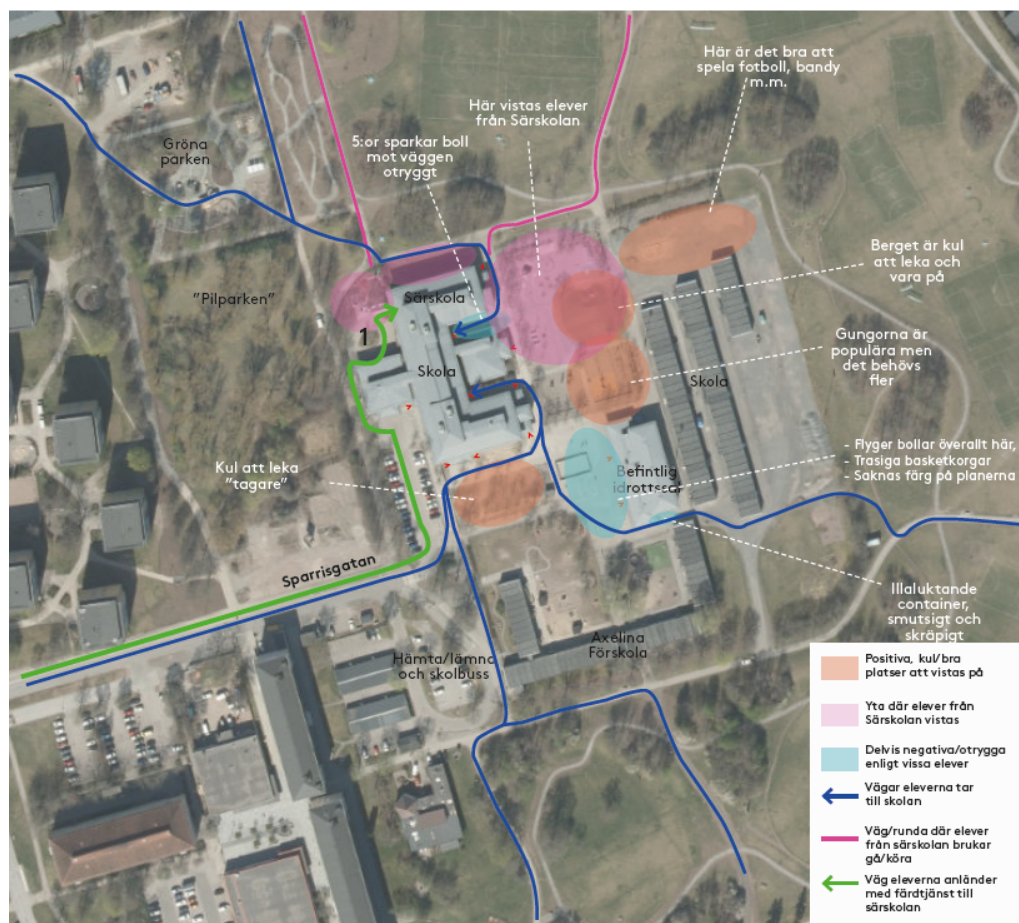 Här är det bra att
spela fotboll, bandy
m.m.
Här vistas elever
från Särskolan
5:or sparkar boll
mot väggen
otryggt
Gröna
parken
Berget är kul
att leka och
vara på
"Pilparken"
Särskola
1
Skola
Skola
Gungorna är
populära men
det behövs
fler
- Flyger bollar överallt här,
- Trasiga basketkorgar
- Saknas färg på planerna
Kul att leka
"tagare"
Befintlig
idrottssal
Sparrisgatan
Illaluktande
container,
smutsigt och
skräpigt
Hämta/lämna
och skolbuss
Axelina
Förskola
Positiva, kul/bra
platser att vistas på
Yta där elever från
Särskolan vistas
Delvis negativa/otrygga
enligt vissa elever
Vägar eleverna tar
till skolan
Väg/runda där elever
från särskolan brukar
gå/köra
Väg eleverna anländer
med färdtjänst till
särskolan